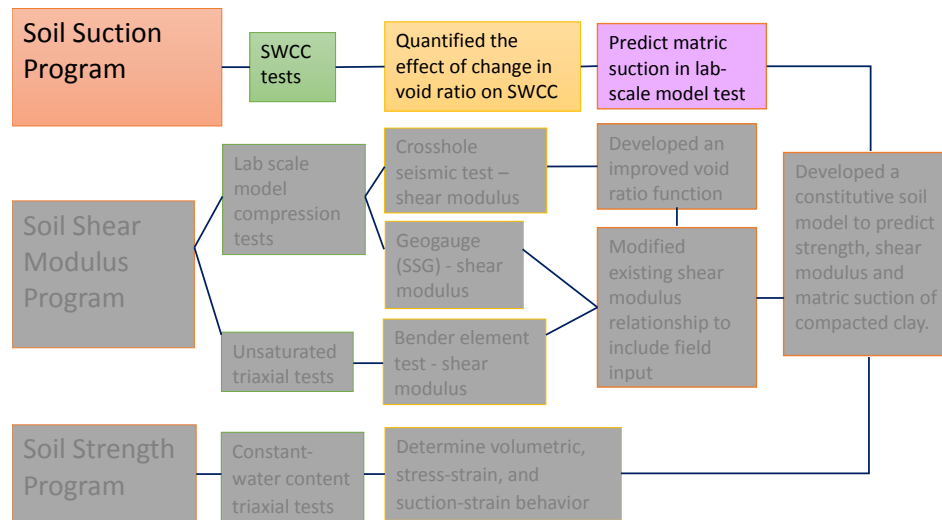 Soil Suction
Program
SWCC
tests
Quantified the
effect of change in
void ratio on SWCC
Predict matric
suction in lab-
scale model test
Soil Shear
Modulus
Program
Lab scale
model
compression
tests
Crosshole
seismic test –
shear modulus
Developed an
improved void
ratio function
Geogauge
(SSG) - shear
modulus
Unsaturated
triaxial tests
Bender element
test - shear
modulus
Modified
existing shear
modulus
relationship to
include field
input
Developed a
constitutive soil
model to predict
strength, shear
modulus and
matric suction of
compacted clay.
Soil Strength
Program
Constant-
water content
triaxial tests
Determine volumetric,
stress-strain, and
suction-strain behavior